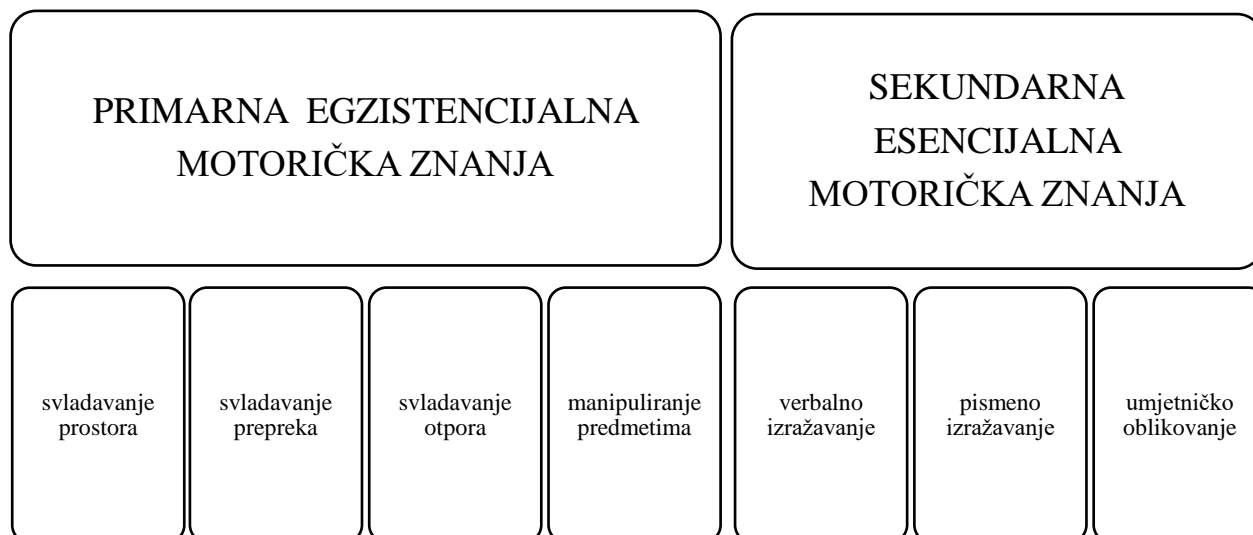 PRIMARNA EGZISTENCIJALNA
MOTORIČKA ZNANJA
SEKUNDARNA
ESENCIJALNA
MOTORIČKA ZNANJA
svladavanje
prostora
svladavanje
prepreka
svladavanje
otpora
manipuliranje
predmetima
verbalno
izražavanje
pismeno
izražavanje
umjetničko
oblikovanje